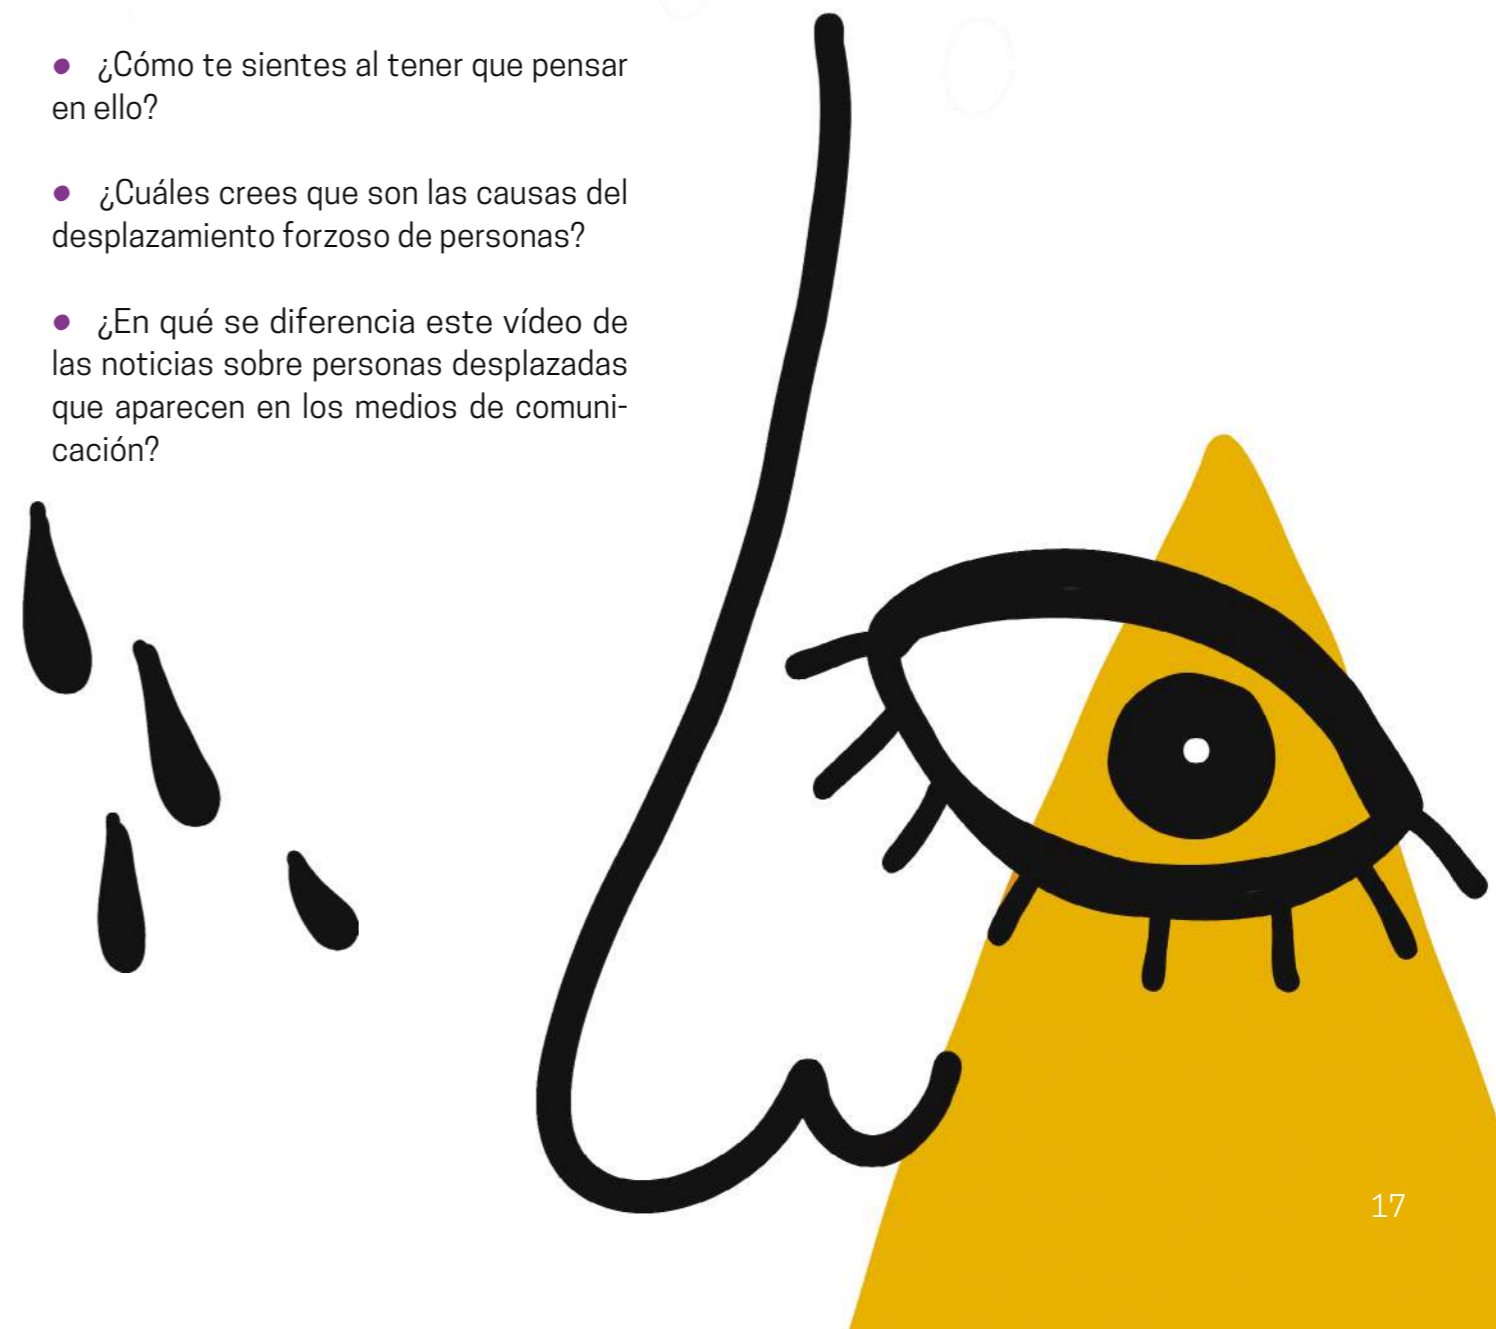 ● ¿Cómo te sientes al tener que pensar
en ello?
● ¿Cuáles crees que son las causas del
desplazamiento forzoso de personas?
● ¿En qué se diferencia este vídeo de
las noticias sobre personas desplazadas
que aparecen en los medios de comuni-
cación?
17